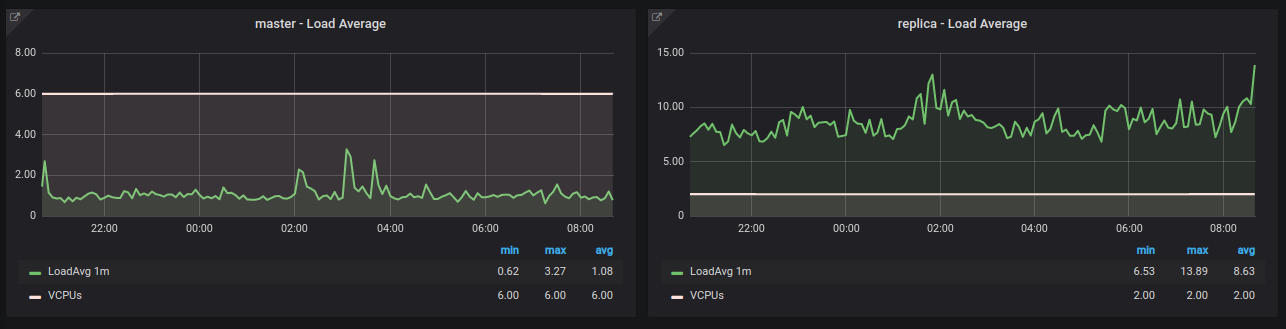 master - Load Average
8.00
6.00
4.00
2.00
0
22:00 00:00 02:00 04:00 06:00 08:00
min max avg
LoadAvg 1m 0.62 3.27 1.08
VCPUs 6.00 6.00 6.00
replica - Load Average
15.00
10.00
5.00
0
22:00 00:00 02:00 04:00 06:00 08:00
min max avg
LoadAvg 1m 6.53 13.89 8.63
VCPUs 2.00 2.00 2.00